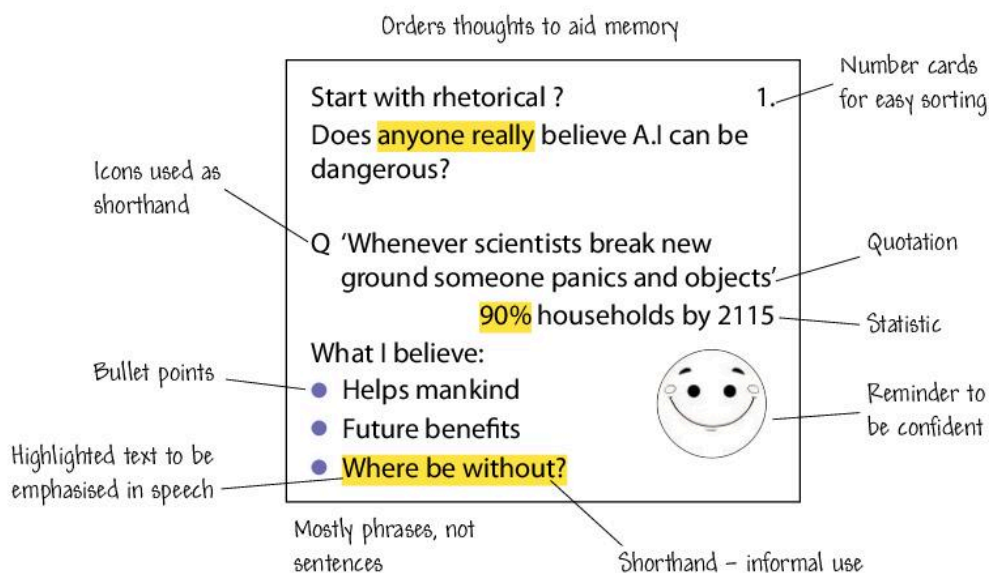 Orders thoughts to aid memory
Number cards
for easy sorting
Start with rhetorical ? 1.
Does anyone really believe A.I can be
dangerous?
Icons used as
shorthand
Q 'Whenever scientists break new
ground someone panics and objects'
Quotation
90% households by 2115
Statistic
What I believe:
Bullet points
● Helps mankind
Reminder to
be confident
● Future benefits
Highlighted text to be
emphasised in speech
● Where be without?
Mostly phrases, not
sentences
Shorthand – informal use